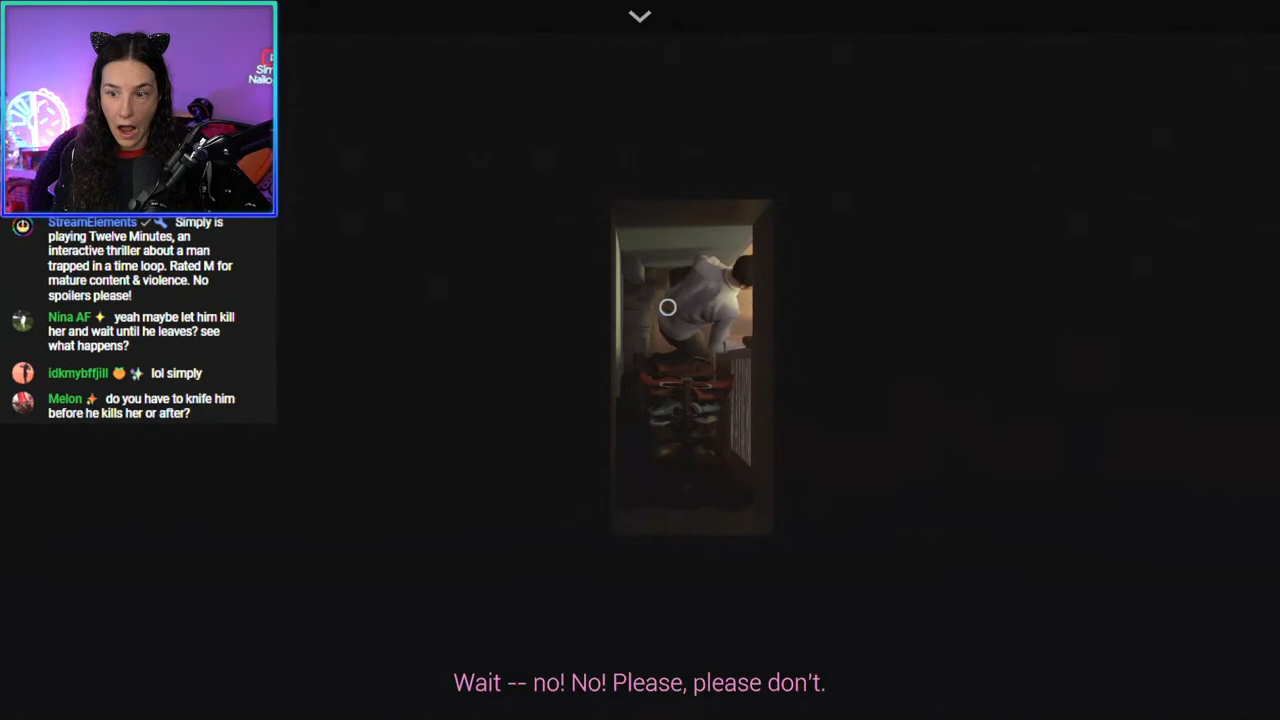 Sim
Nailo
StreamElements Simply is
playing Twelve Minutes, an
interactive thriller about a man
trapped in a time loop. Rated M for
mature content & violence. No
spoilers please!
Nina AF yeah maybe let him kill
her and wait until he leaves? see
what happens?
idkmybffjill lol simply
Melon do you have to knife him
before he kills her or after?
Wait -- no! No! Please, please don't.